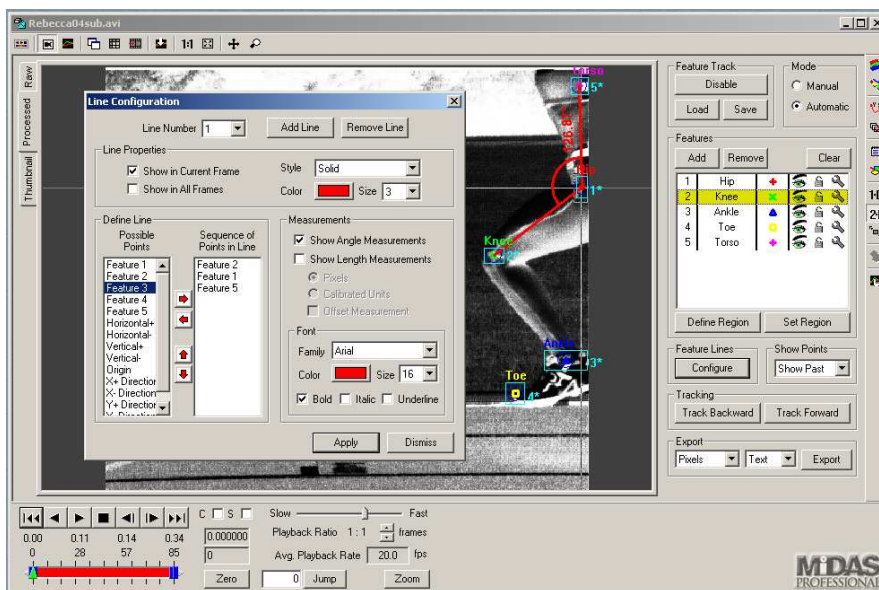 Rebecca04sub.avi
1:1
Raw
Processed
Thumbnail
Line Configuration
Line Number 1 Add Line Remove Line
Line Properties
Show in Current Frame
Show in All Frames
Style Solid
Color Size 3
Define Line
Possible Points
Sequence of Points in Line
Feature 1
Feature 2
Feature 3
Feature 4
Feature 5
Horizontal+
Horizontal-
Vertical+
Vertical-
Origin
X+ Direction
X- Direction
Y+ Direction
Y- Direction
Feature 2
Feature 1
Feature 5
Measurements
Show Angle Measurements
Show Length Measurements
Pixels
Calibrated Units
Offset Measurement
Font
Family Arial
Color Size 16
Bold Italic Underline
Apply Dismiss
Torso
5*
Hip
1*
Knee
2*
Ankle
3*
Toe
4*
Feature Track
Disable
Load Save
Mode
Manual
Automatic
Features
Add Remove Clear
1 Hip
2 Knee
3 Ankle
4 Toe
5 Torso
Define Region Set Region
Feature Lines
Configure
Show Points
Show Past
Tracking
Track Backward Track Forward
Export
Pixels Text Export
C S
Slow Fast
0.00 0.11 0.14 0.34
0 28 57 85
0.000000
0
Playback Ratio 1 : 1 frames
Avg. Playback Rate 20.0 fps
Zero 0 Jump Zoom
MiDAS
PROFESSIONAL